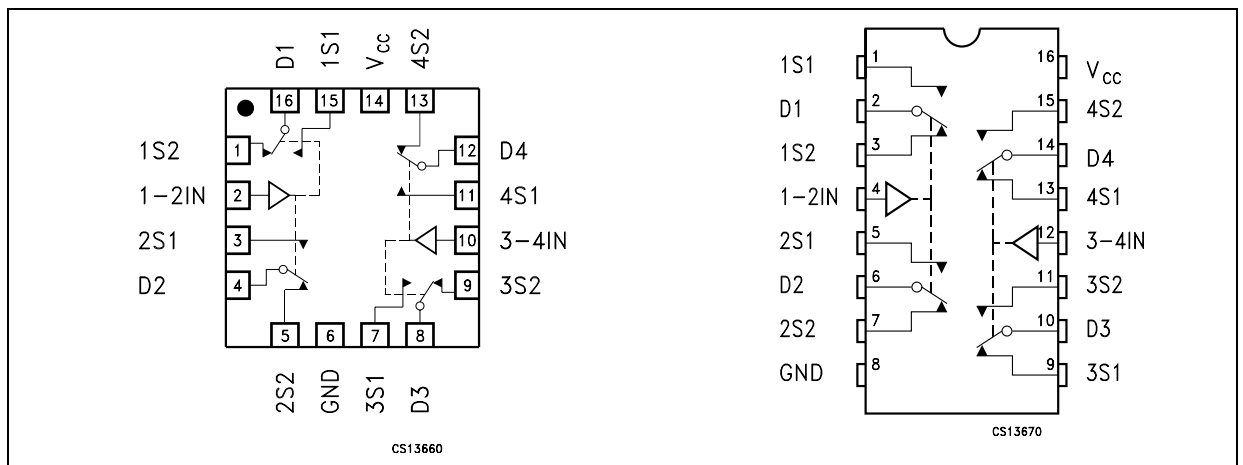 D1
1S1
VCC
4S2
16 15 14 13
1S2 1 12 D4
1-2IN 2 11 4S1
2S1 3 10 3-4IN
D2 4 9 3S2
5 6 7 8
2S2
GND
3S1
D3
CS13660
1S1 1 16 VCC
D1 2 15 4S2
1S2 3 14 D4
1-2IN 4 13 4S1
2S1 5 12 3-4IN
D2 6 11 3S2
2S2 7 10 D3
GND 8 9 3S1
CS13670